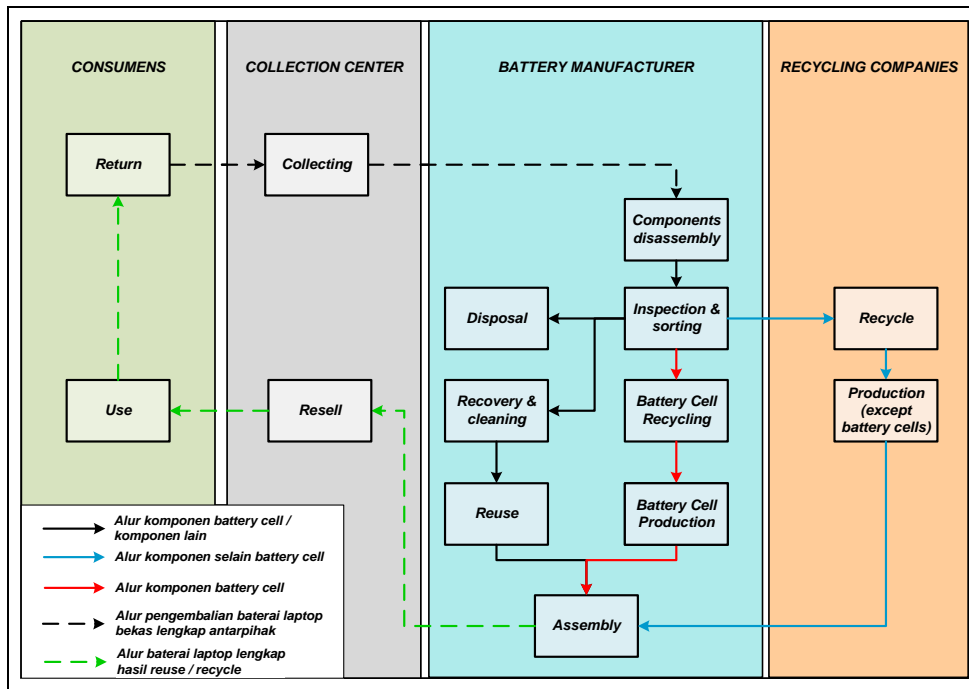 CONSUMENS
COLLECTION CENTER
BATTERY MANUFACTURER
RECYCLING COMPANIES
Return
Collecting
Components
disassembly
Disposal
Inspection &
sorting
Recycle
Use
Resell
Recovery &
cleaning
Battery Cell
Recycling
Production
(except
battery cells)
Reuse
Battery Cell
Production
Assembly
Alur komponen battery cell /
komponen lain
Alur komponen selain battery cell
Alur komponen battery cell
Alur pengembalian baterai laptop
bekas lengkap antarpihak
Alur baterai laptop lengkap
hasil reuse / recycle